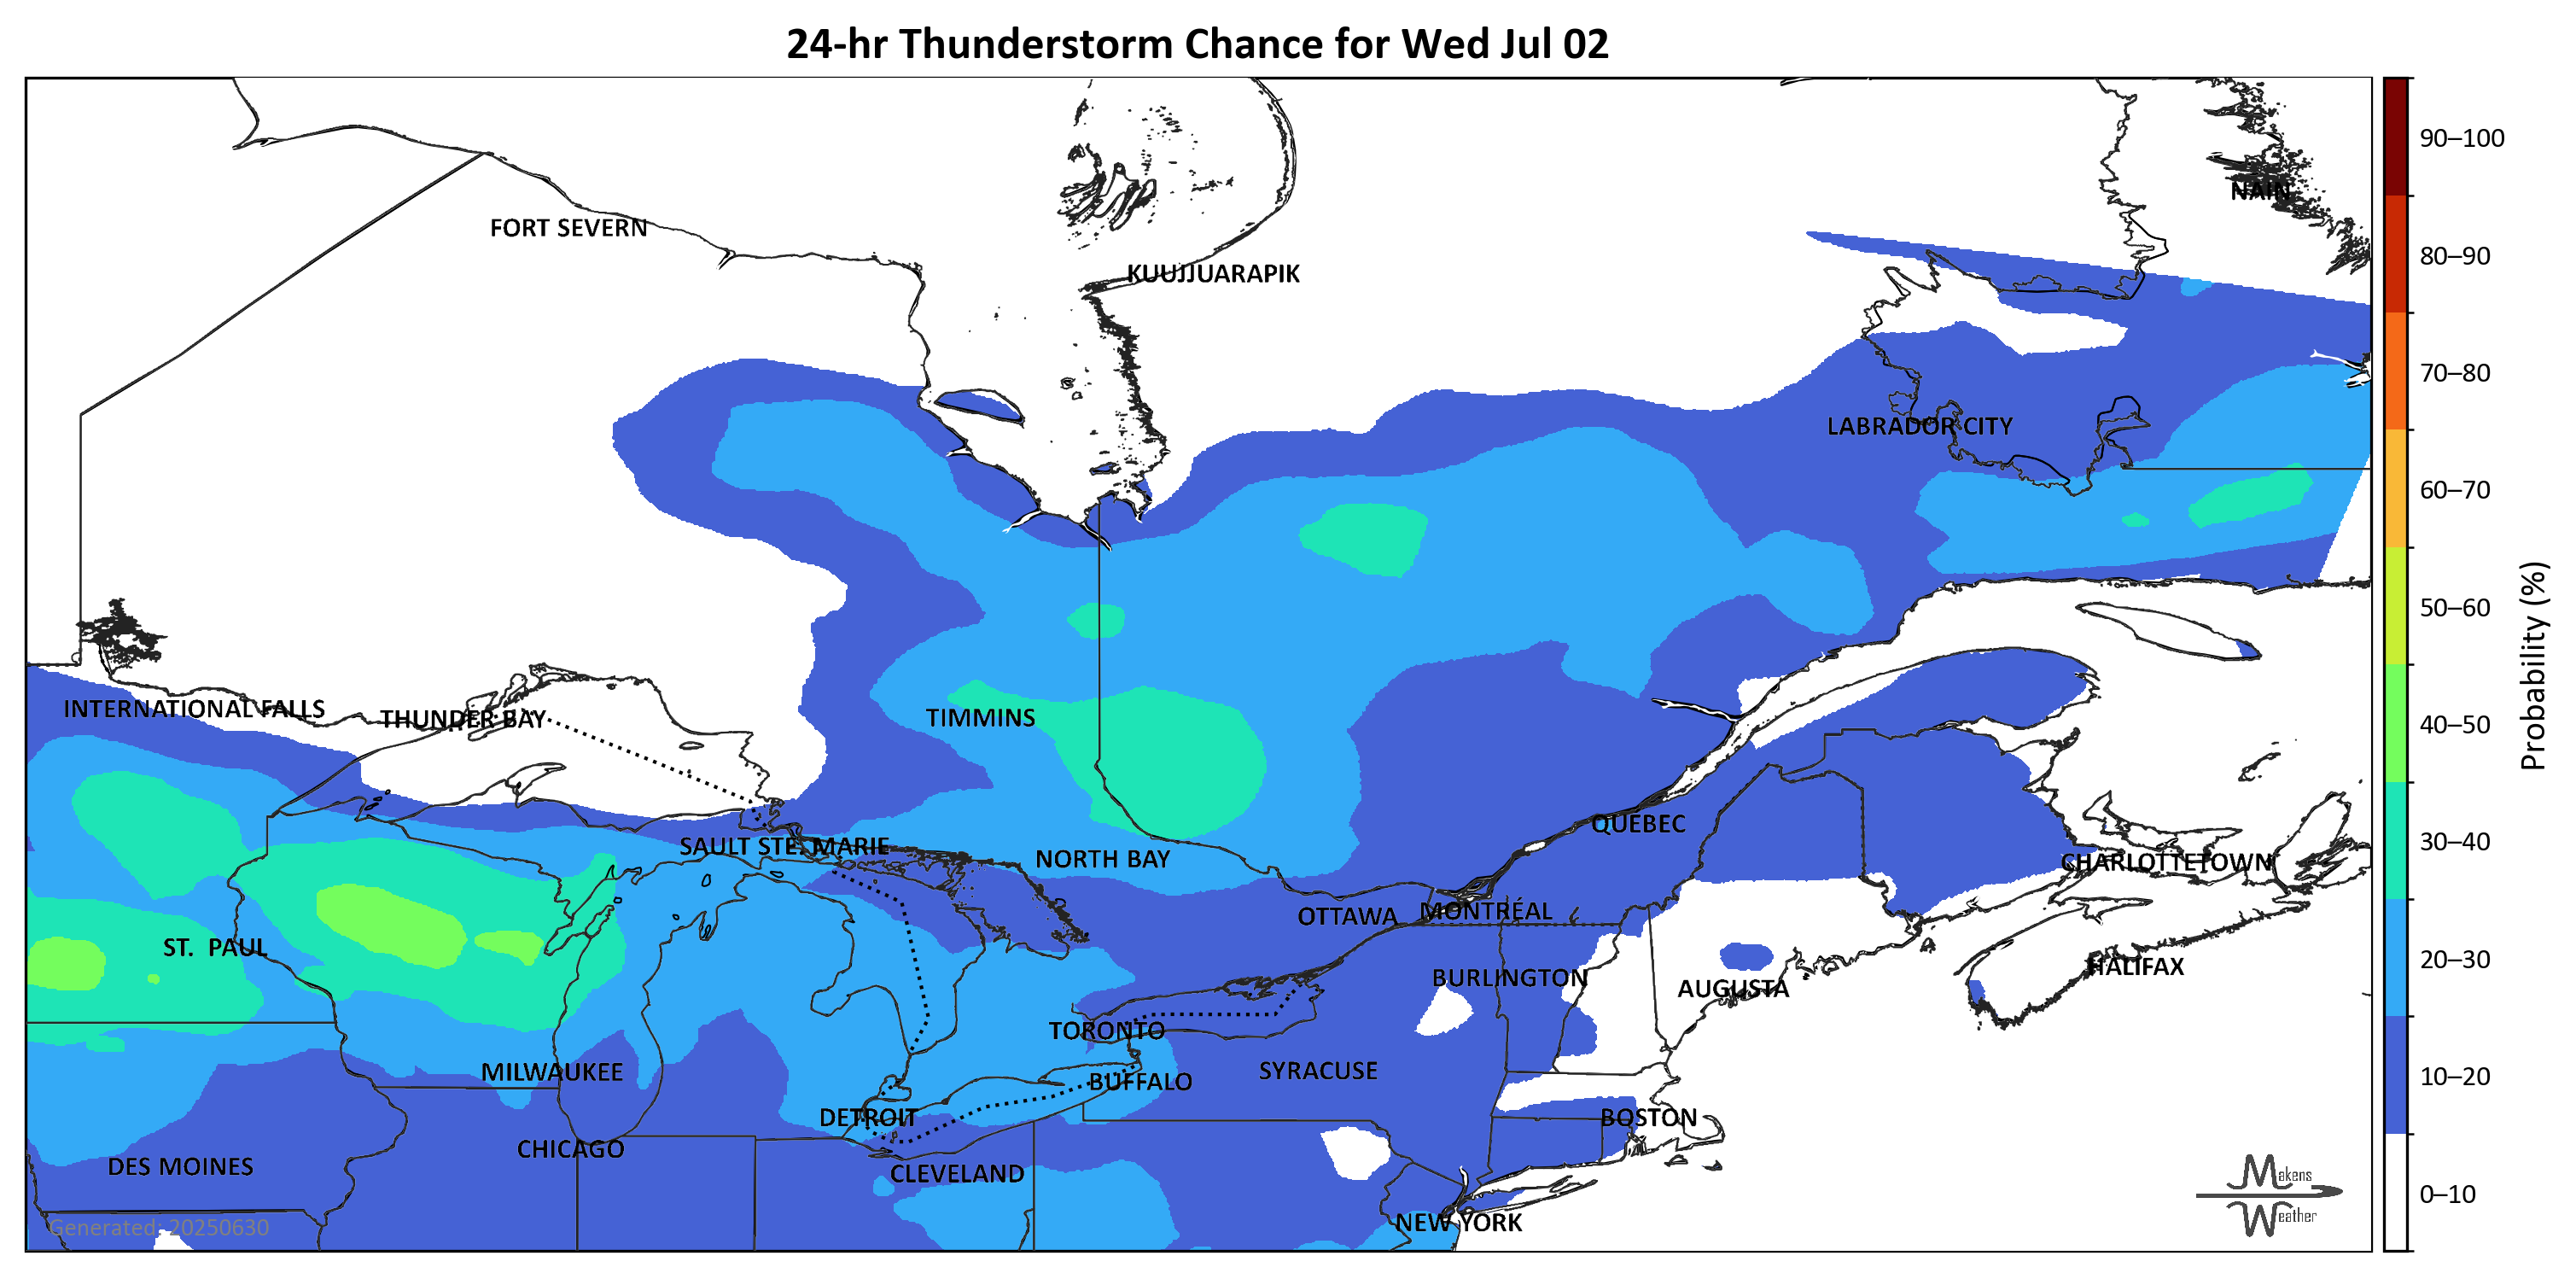 24-hr Thunderstorm Chance for Wed Jul 02
90–100
NAIN
FORT SEVERN
80–90
KUUJJUARAPIK
70–80
LABRADOR CITY
60–70
50–60
Probability (%)
INTERNATIONAL FALLS
THUNDER BAY
TIMMINS
40–50
QUEBEC
SAULT STE. MARIE
NORTH BAY
CHARLOTTETOWN
30–40
OTTAWA
MONTRÉAL
ST. PAUL
BURLINGTON
HALIFAX
20–30
AUGUSTA
TORONTO
MILWAUKEE
BUFFALO
SYRACUSE
10–20
DETROIT
BOSTON
CHICAGO
DES MOINES
CLEVELAND
Makens
Weather
0–10
Generated: 20250630
NEW YORK